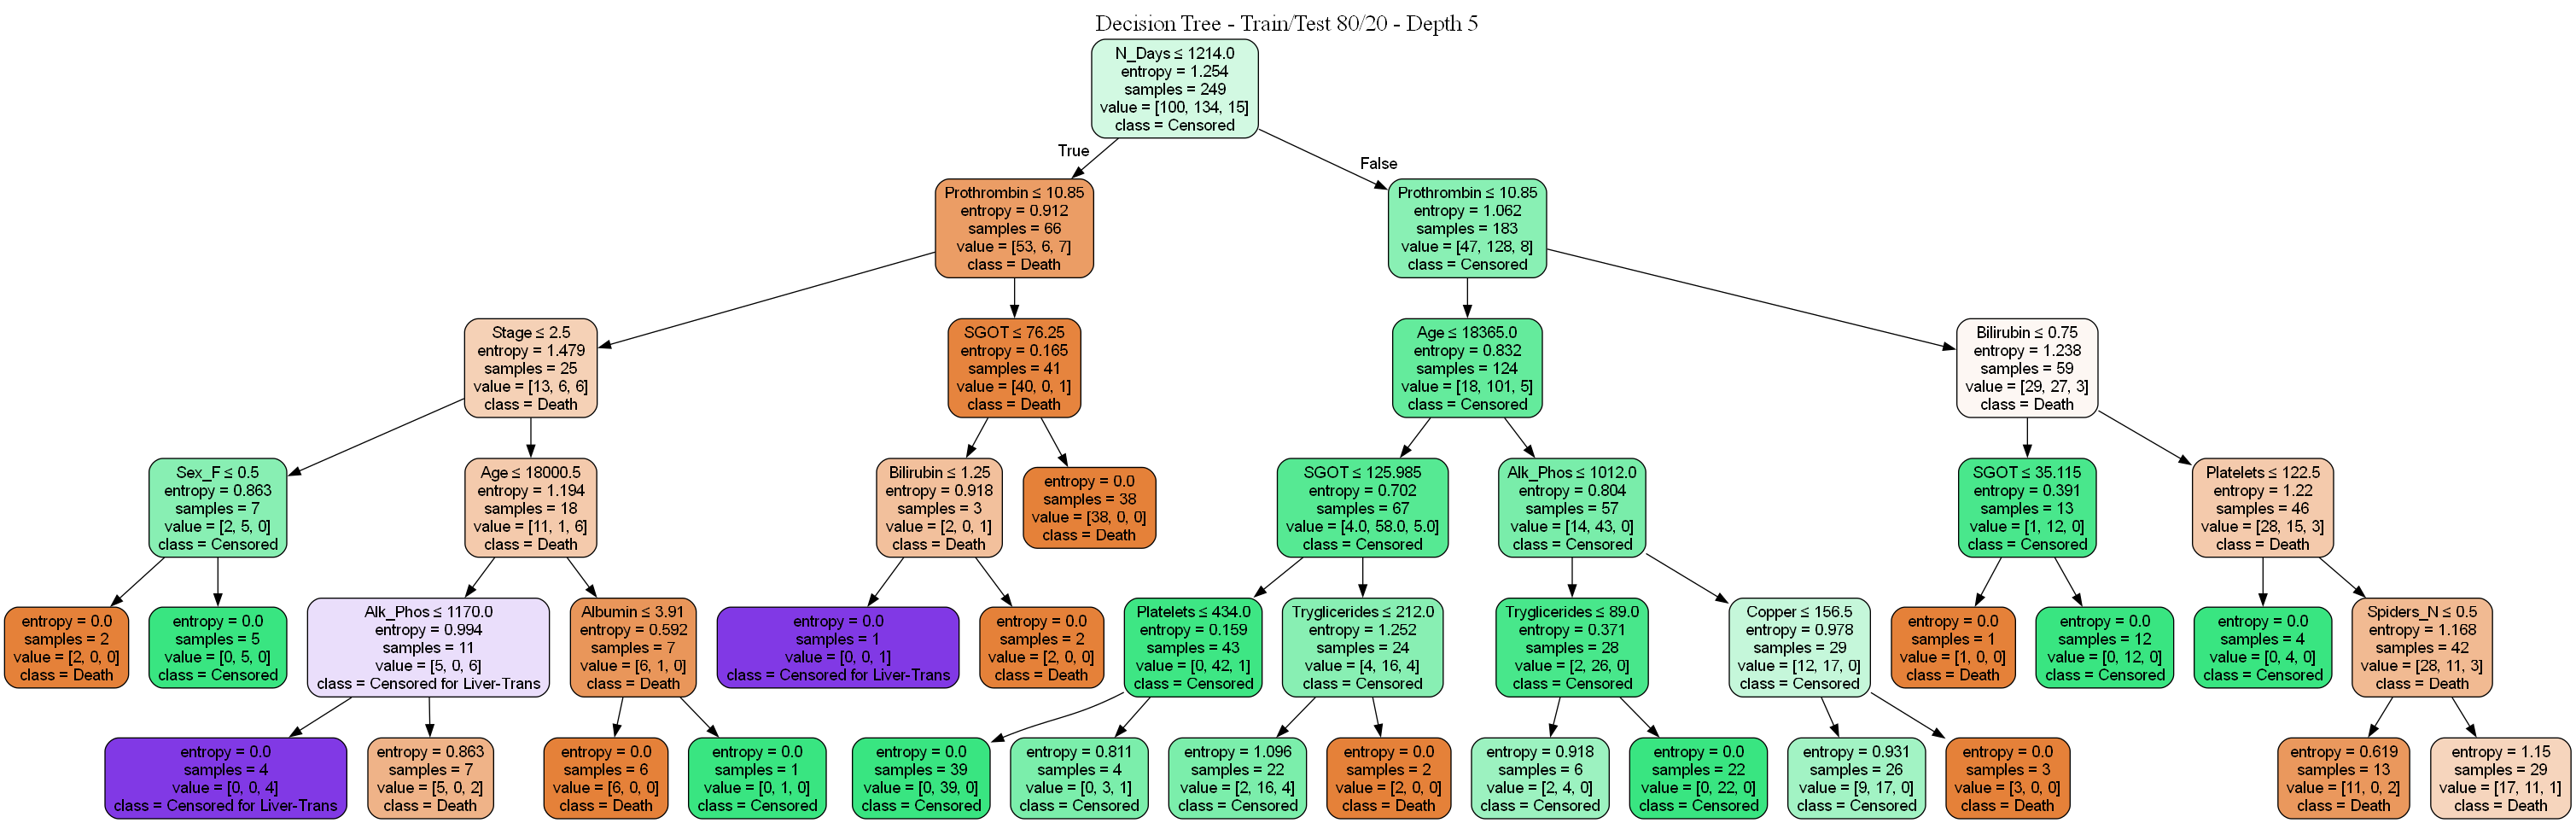 Decision Tree - Train/Test 80/20 - Depth 5
N_Days ≤ 1214.0
entropy = 1.254
samples = 249
value = [100, 134, 15]
class = Censored
True
False
Prothrombin ≤ 10.85
entropy = 0.912
samples = 66
value = [53, 6, 7]
class = Death
Prothrombin ≤ 10.85
entropy = 1.062
samples = 183
value = [47, 128, 8]
class = Censored
Stage ≤ 2.5
entropy = 1.479
samples = 25
value = [13, 6, 6]
class = Death
SGOT ≤ 76.25
entropy = 0.165
samples = 41
value = [40, 0, 1]
class = Death
Age ≤ 18365.0
entropy = 0.832
samples = 124
value = [18, 101, 5]
class = Censored
Bilirubin ≤ 0.75
entropy = 1.238
samples = 59
value = [29, 27, 3]
class = Death
Sex_F ≤ 0.5
entropy = 0.863
samples = 7
value = [2, 5, 0]
class = Censored
Age ≤ 18000.5
entropy = 1.194
samples = 18
value = [11, 1, 6]
class = Death
Bilirubin ≤ 1.25
entropy = 0.918
samples = 3
value = [2, 0, 1]
class = Death
entropy = 0.0
samples = 38
value = [38, 0, 0]
class = Death
SGOT ≤ 125.985
entropy = 0.702
samples = 67
value = [4.0, 58.0, 5.0]
class = Censored
Alk_Phos ≤ 1012.0
entropy = 0.804
samples = 57
value = [14, 43, 0]
class = Censored
SGOT ≤ 35.115
entropy = 0.391
samples = 13
value = [1, 12, 0]
class = Censored
Platelets ≤ 122.5
entropy = 1.22
samples = 46
value = [28, 15, 3]
class = Death
entropy = 0.0
samples = 2
value = [2, 0, 0]
class = Death
entropy = 0.0
samples = 5
value = [0, 5, 0]
class = Censored
Alk_Phos ≤ 1170.0
entropy = 0.994
samples = 11
value = [5, 0, 6]
class = Censored for Liver-Trans
Albumin ≤ 3.91
entropy = 0.592
samples = 7
value = [6, 1, 0]
class = Death
entropy = 0.0
samples = 1
value = [0, 0, 1]
class = Censored for Liver-Trans
entropy = 0.0
samples = 2
value = [2, 0, 0]
class = Death
Platelets ≤ 434.0
entropy = 0.159
samples = 43
value = [0, 42, 1]
class = Censored
Tryglicerides ≤ 212.0
entropy = 1.252
samples = 24
value = [4, 16, 4]
class = Censored
Tryglicerides ≤ 89.0
entropy = 0.371
samples = 28
value = [2, 26, 0]
class = Censored
Copper ≤ 156.5
entropy = 0.978
samples = 29
value = [12, 17, 0]
class = Censored
entropy = 0.0
samples = 1
value = [1, 0, 0]
class = Death
entropy = 0.0
samples = 12
value = [0, 12, 0]
class = Censored
entropy = 0.0
samples = 4
value = [0, 4, 0]
class = Censored
Spiders_N ≤ 0.5
entropy = 1.168
samples = 42
value = [28, 11, 3]
class = Death
entropy = 0.0
samples = 4
value = [0, 0, 4]
class = Censored for Liver-Trans
entropy = 0.863
samples = 7
value = [5, 0, 2]
class = Death
entropy = 0.0
samples = 6
value = [6, 0, 0]
class = Death
entropy = 0.0
samples = 1
value = [0, 1, 0]
class = Censored
entropy = 0.0
samples = 39
value = [0, 39, 0]
class = Censored
entropy = 0.811
samples = 4
value = [0, 3, 1]
class = Censored
entropy = 1.096
samples = 22
value = [2, 16, 4]
class = Censored
entropy = 0.0
samples = 2
value = [2, 0, 0]
class = Death
entropy = 0.918
samples = 6
value = [2, 4, 0]
class = Censored
entropy = 0.0
samples = 22
value = [0, 22, 0]
class = Censored
entropy = 0.931
samples = 26
value = [9, 17, 0]
class = Censored
entropy = 0.0
samples = 3
value = [3, 0, 0]
class = Death
entropy = 0.619
samples = 13
value = [11, 0, 2]
class = Death
entropy = 1.15
samples = 29
value = [17, 11, 1]
class = Death